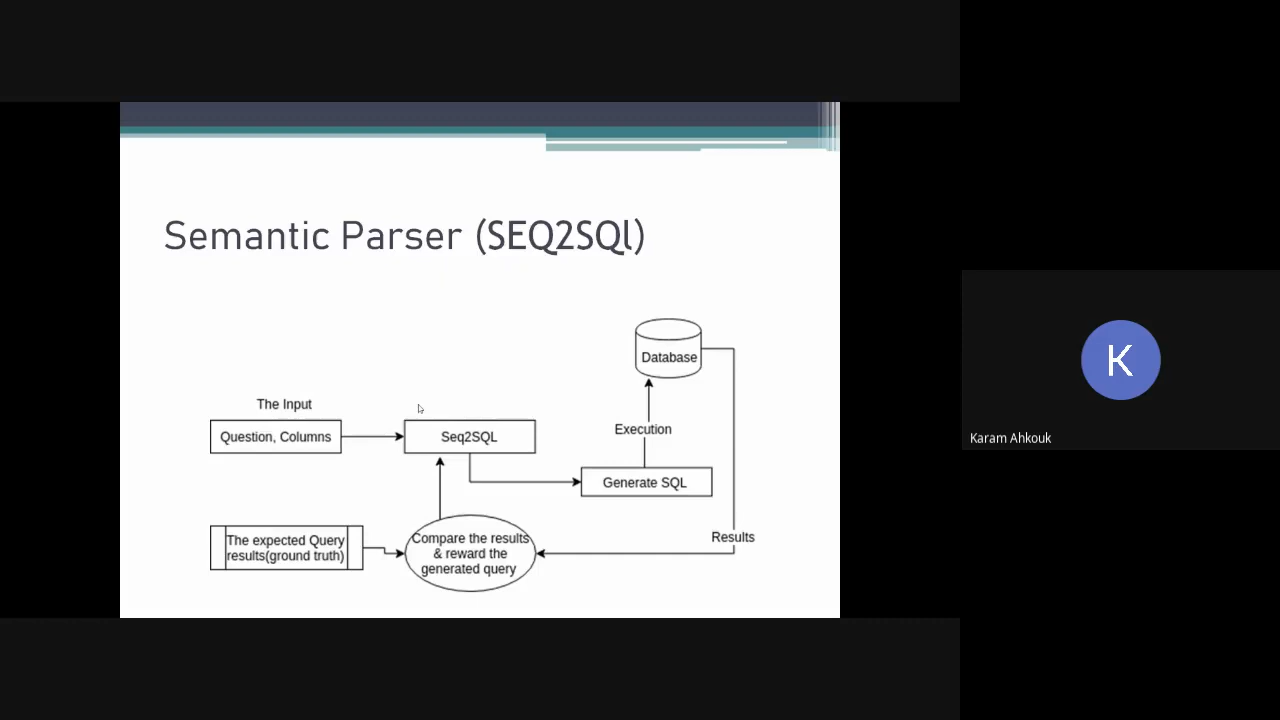 Semantic Parser (SEQ2SQl)
Database
The Input
Question, Columns
Seq2SQL
Execution
Generate SQL
The expected Query
results(ground truth)
Compare the results
& reward the
generated query
Results
K
Karam Ahkouk